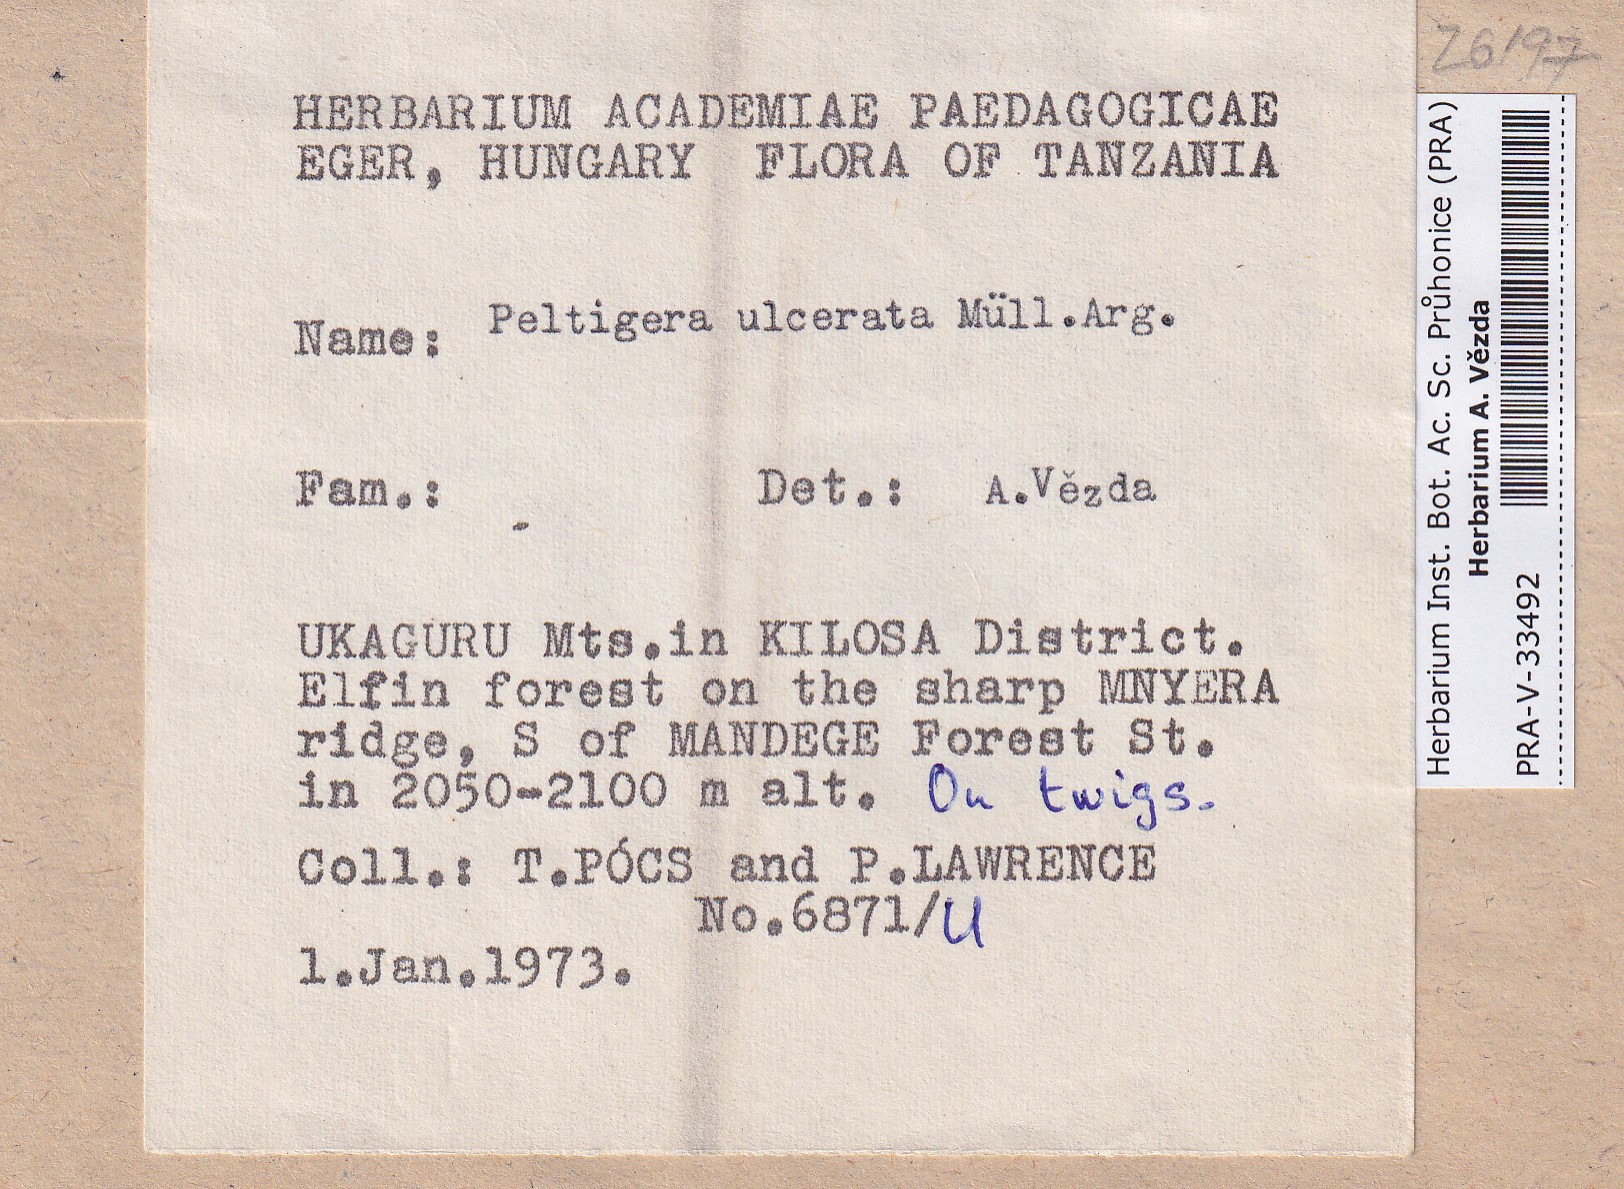 HERBARIUM ACADEMIAE PAEDAGOGICAE
EGER, HUNGARY FLORA OF TANZANIA
Name: Peltigera ulcerata Müll.Arg.
Fam.: Det.: A.Vězda
UKAGURU Mts.in KILOSA District.
Elfin forest on the sharp MNYERA
ridge, S of MANDEGE Forest St.
in 2050-2100 m alt. On twigs.
Coll.: T.PÓCS and P.LAWRENCE
No.6871/U
1.Jan.1973.
26197
Herbarium Inst. Bot. Ac. Sc. Průhonice (PRA)
Herbarium A. Vězda
PRA-V-33492